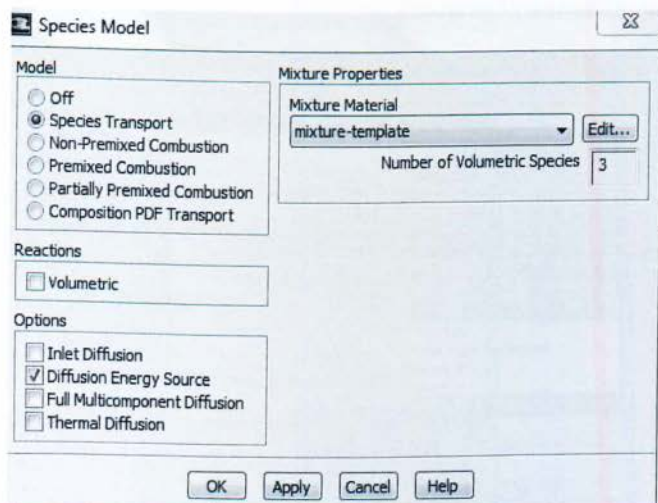 Species Model
Model
Off
Species Transport
Non-Premixed Combustion
Premixed Combustion
Partially Premixed Combustion
Composition PDF Transport
Reactions
Volumetric
Options
Inlet Diffusion
Diffusion Energy Source
Full Multicomponent Diffusion
Thermal Diffusion
Mixture Properties
Mixture Material
mixture-template Edit...
Number of Volumetric Species 3
OK Apply Cancel Help